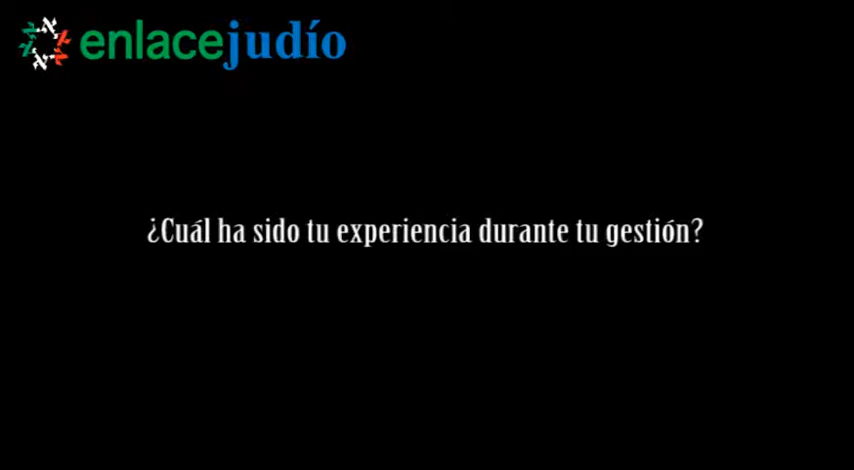 enlacejudío
¿Cuál ha sido tu experiencia durante tu gestión?